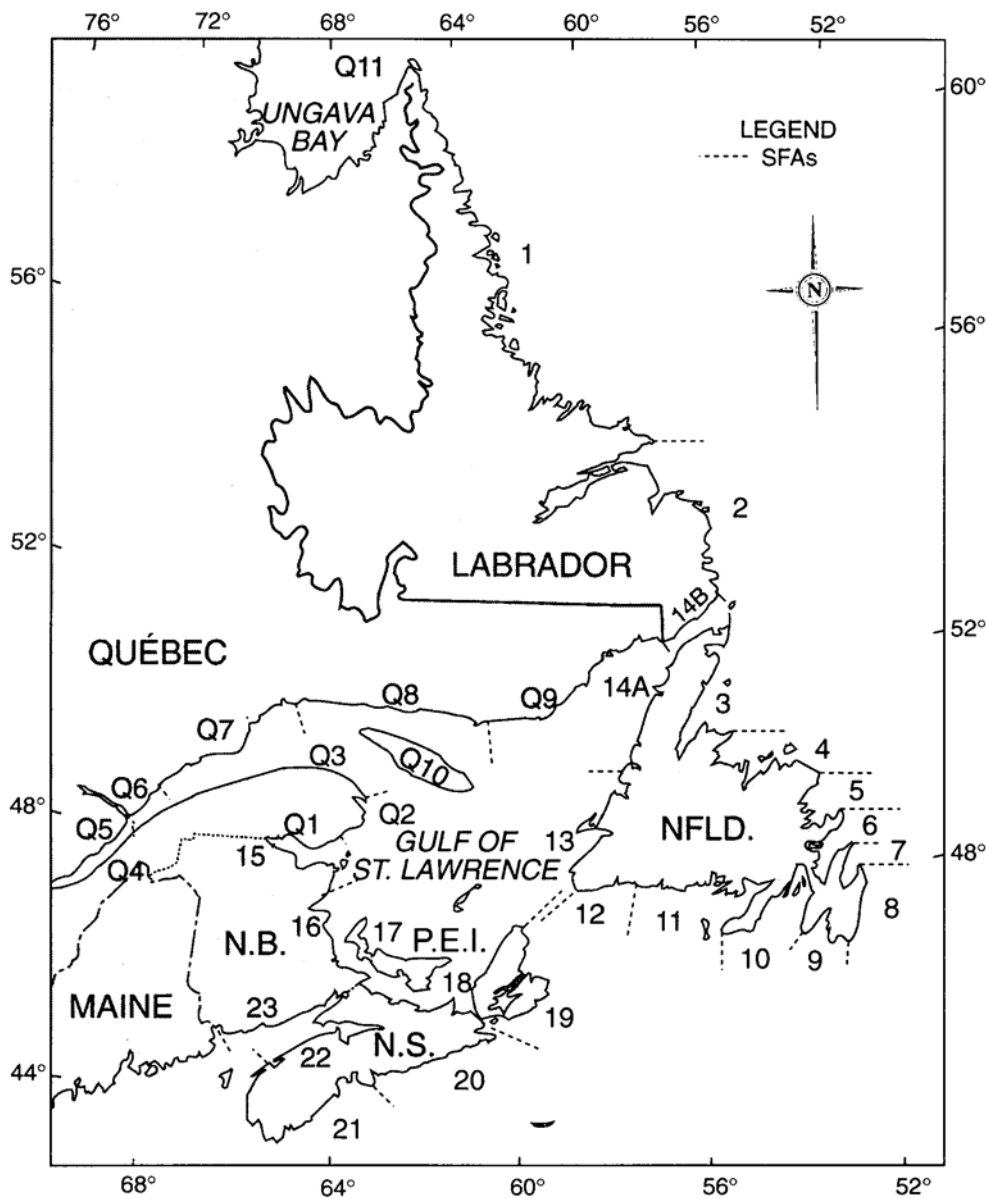 76° 72° 68° 64° 60° 56° 52°
Q11
60°
UNGAVA
BAY
LEGEND
SFAs
1
56°
N
56°
2
52°
LABRADOR
14B
52°
QUÉBEC
14A
Q8
Q9
3
Q7
Q3
4
Q10
Q6
5
48°
Q2
Q5
Q1
GULF OF
ST. LAWRENCE
13
NFLD.
6
15
7
48°
Q4
12
11
8
16
17
P.E.I.
10
9
N.B.
18
MAINE
23
19
22
N.S.
20
44°
21
68° 64° 60° 56° 52°